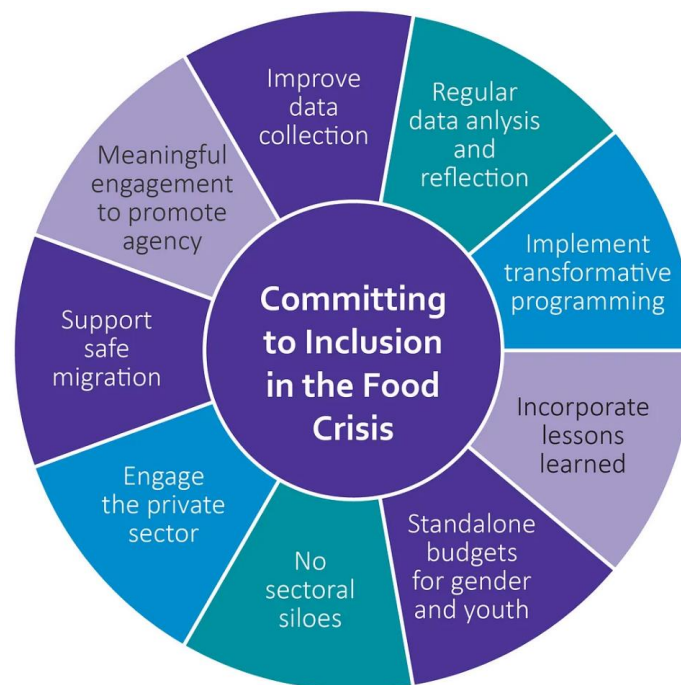 Committing
to Inclusion
in the Food
Crisis
Improve
data
collection
Regular
data anlysis
and
reflection
Implement
transformative
programming
Incorporate
lessons
learned
Standalone
budgets
for gender
and youth
No
sectoral
siloes
Engage
the private
sector
Support
safe
migration
Meaningful
engagement
to promote
agency